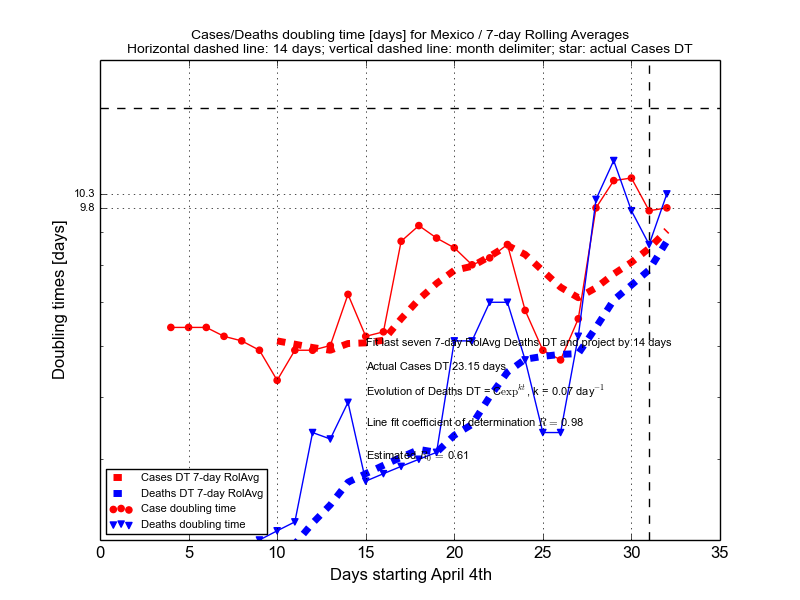 Cases/Deaths doubling time [days] for Mexico / 7-day Rolling Averages
Horizontal dashed line: 14 days; vertical dashed line: month delimiter; star: actual Cases DT
10.3
9.8
Doubling times [days]
Fit last seven 7-day RolAvg Deaths DT and project by 14 days
Actual Cases DT 23.15 days
Evolution of Deaths DT = C exp^{kt}, k = 0.07 day^{−1}
Line fit coefficient of determination R = 0.98
Estimated R_0 = 0.61
Cases DT 7-day RolAvg
Deaths DT 7-day RolAvg
Case doubling time
Deaths doubling time
0 5 10 15 20 25 30 35
Days starting April 4th